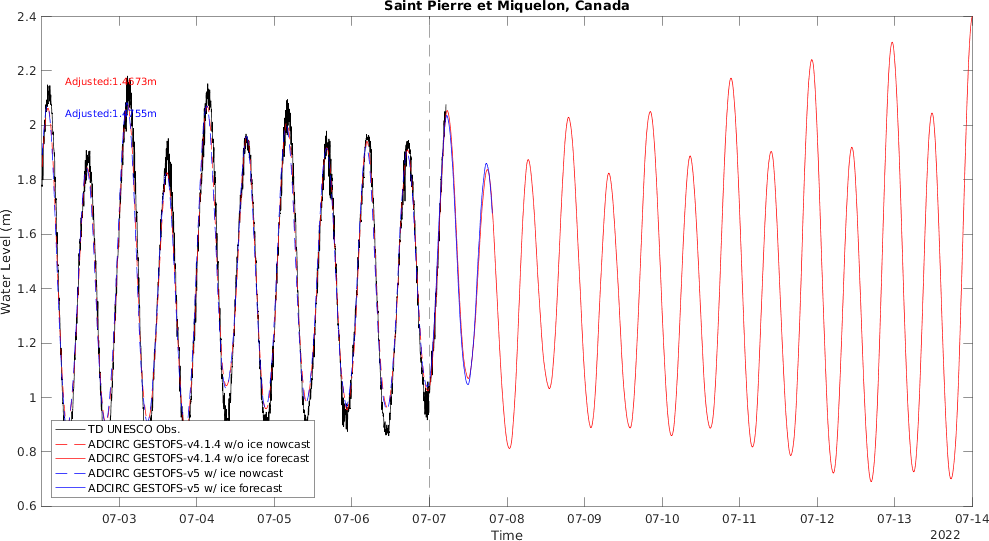 Saint Pierre et Miquelon, Canada
2.4
2.2
2
1.8
1.6
1.4
1.2
1
0.8
0.6
Water Level (m)
Adjusted:1.4573m
TD UNESCO Obs.
ADCIRC GESTOFS-v4.1.4 w/o ice nowcast
ADCIRC GESTOFS-v4.1.4 w/o ice forecast
ADCIRC GESTOFS-v5 w/ ice nowcast
ADCIRC GESTOFS-v5 w/ ice forecast
07-03 07-04 07-05 07-06 07-07 07-08 07-09 07-10 07-11 07-12 07-13 07-14
Time
2022